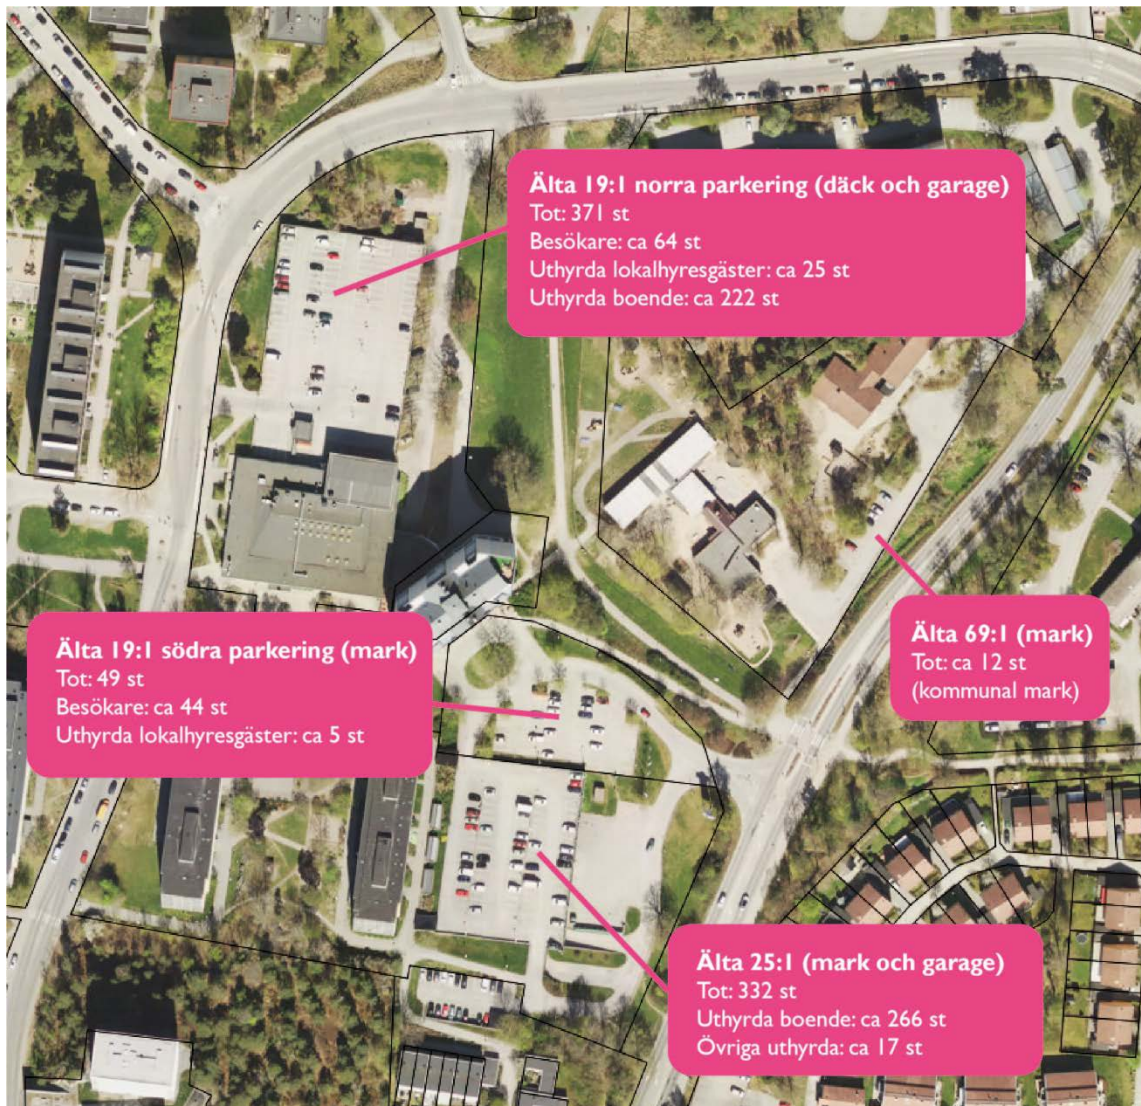 Älta 19:1 norra parkering (däck och garage)
Tot: 371 st
Besökare: ca 64 st
Uthyrda lokalhyresgäster: ca 25 st
Uthyrda boende: ca 222 st
Älta 19:1 södra parkering (mark)
Tot: 49 st
Besökare: ca 44 st
Uthyrda lokalhyresgäster: ca 5 st
Älta 69:1 (mark)
Tot: ca 12 st
(kommunal mark)
Älta 25:1 (mark och garage)
Tot: 332 st
Uthyrda boende: ca 266 st
Övriga uthyrda: ca 17 st